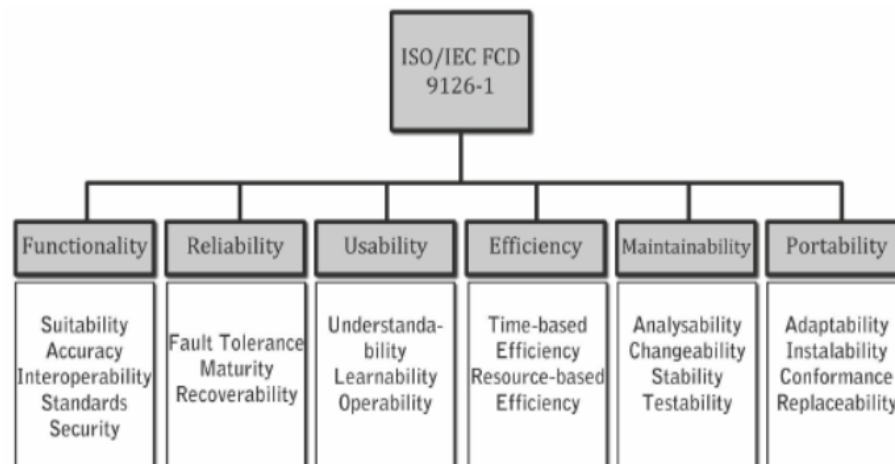 ISO/IEC FCD
9126-1
Functionality
Reliability
Usability
Efficiency
Maintainability
Portability
Suitability
Accuracy
Interoperability
Standards
Security
Fault Tolerance
Maturity
Recoverability
Understanda-
bility
Learnability
Operability
Time-based
Efficiency
Resource-based
Efficiency
Analysability
Changeability
Stability
Testability
Adaptability
Instalability
Conformance
Replaceability